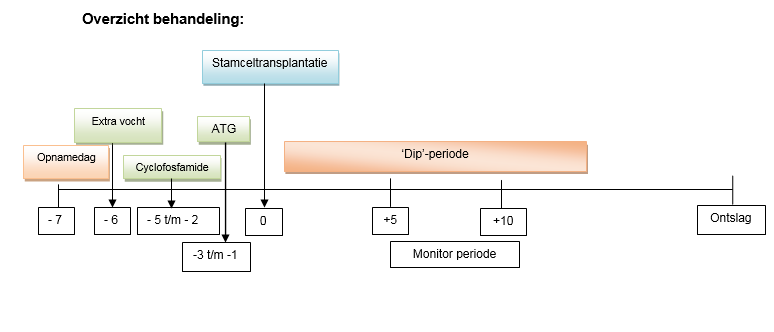 Overzicht behandeling:
Stamceltransplantatie
Extra vocht
ATG
‘Dip’-periode
Opnamedag
Cyclofosfamide
- 7
- 6
- 5 t/m - 2
0
+5
+10
Ontslag
-3 t/m -1
Monitor periode